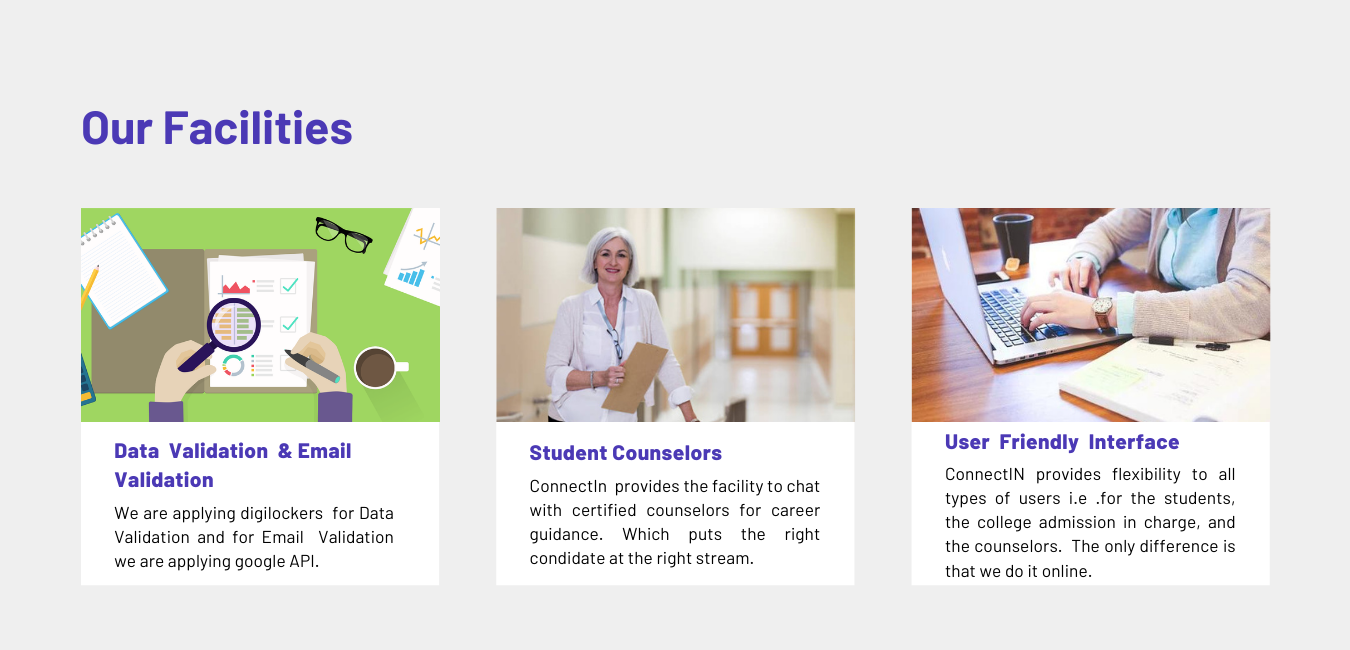 Our Facilities
Data Validation & Email
Validation
We are applying digilockers for Data
Validation and for Email Validation
we are applying google API.
Student Counselors
ConnectIn provides the facility to chat
with certified counselors for career
guidance. Which puts the right
condidate at the right stream.
User Friendly Interface
ConnectIN provides flexibility to all
types of users i.e .for the students,
the college admission in charge, and
the counselors. The only difference is
that we do it online.